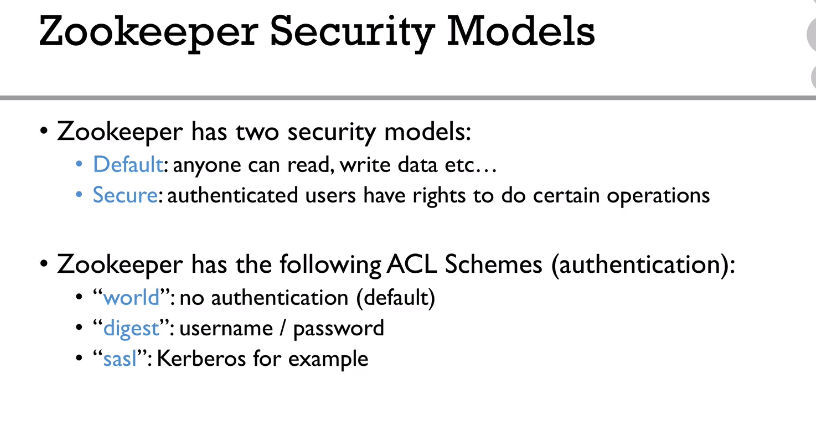 Zookeeper Security Models
• Zookeeper has two security models:
• Default: anyone can read, write data etc…
• Secure: authenticated users have rights to do certain operations
• Zookeeper has the following ACL Schemes (authentication):
• “world”: no authentication (default)
• “digest”: username / password
• “sasl”: Kerberos for example